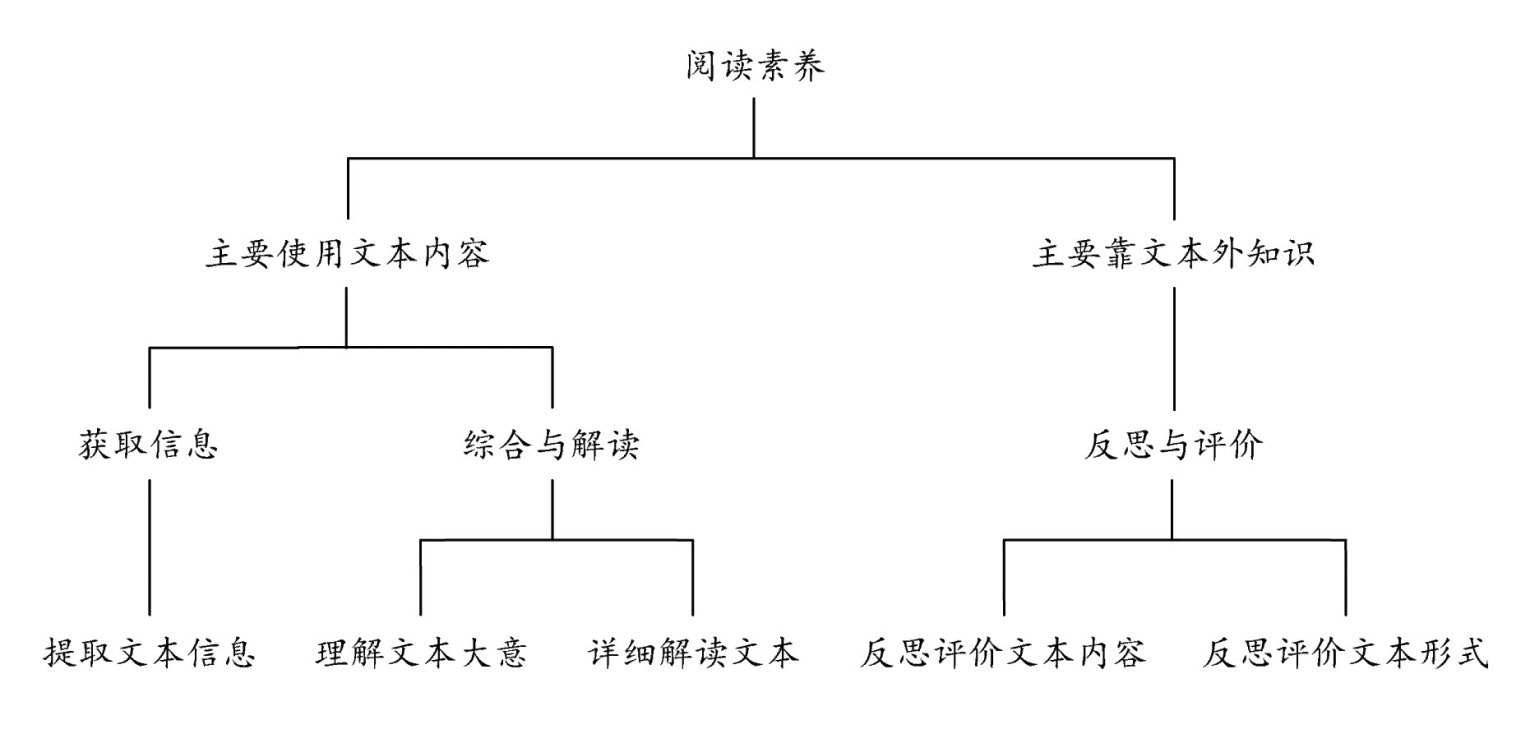 阅读素养
主要使用文本内容 主要靠文本外知识
获取信息 综合与解读 反思与评价
提取文本信息 理解文本大意 详细解读文本 反思评价文本内容 反思评价文本形式